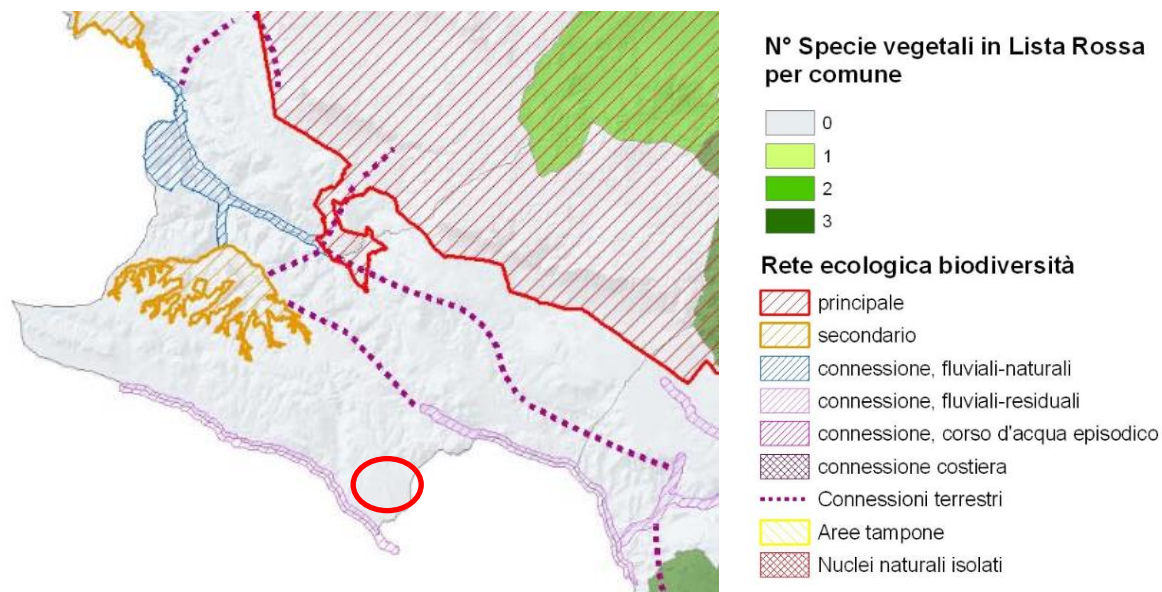 N° Specie vegetali in Lista Rossa
per comune
0
1
2
3
Rete ecologica biodiversità
principale
secondario
connessione, fluviali-naturali
connessione, fluviali-residuali
connessione, corso d'acqua episodico
connessione costiera
Connessioni terrestri
Aree tampone
Nuclei naturali isolati